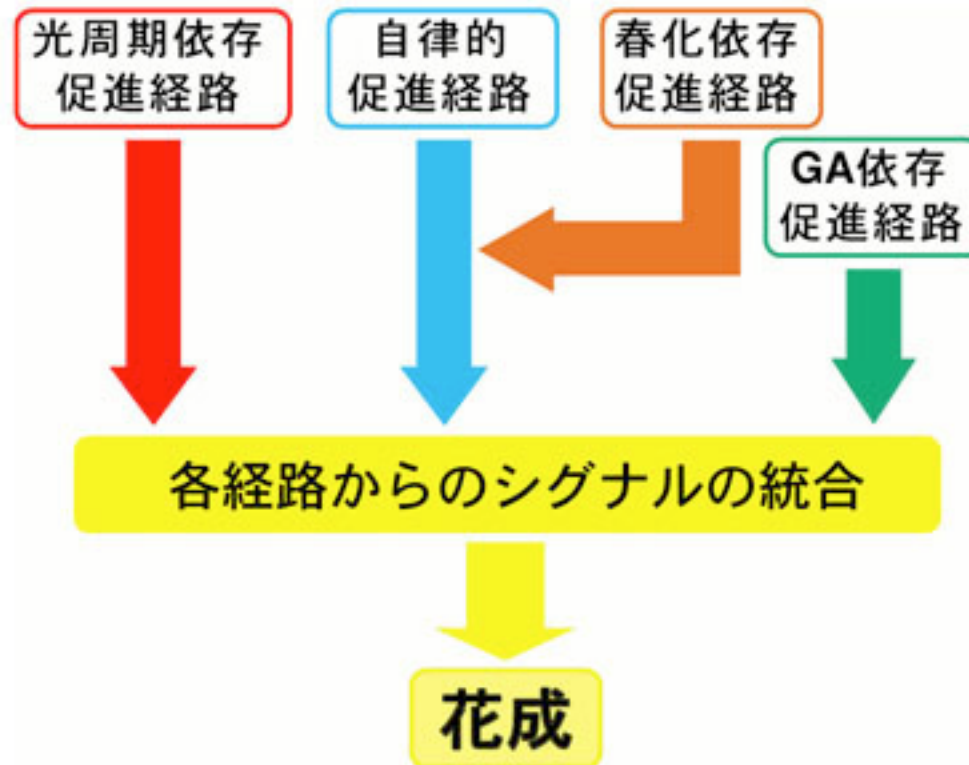 光周期依存
促進経路
自律的
促進経路
春化依存
促進経路
GA依存
促進経路
各経路からのシグナルの統合
花成